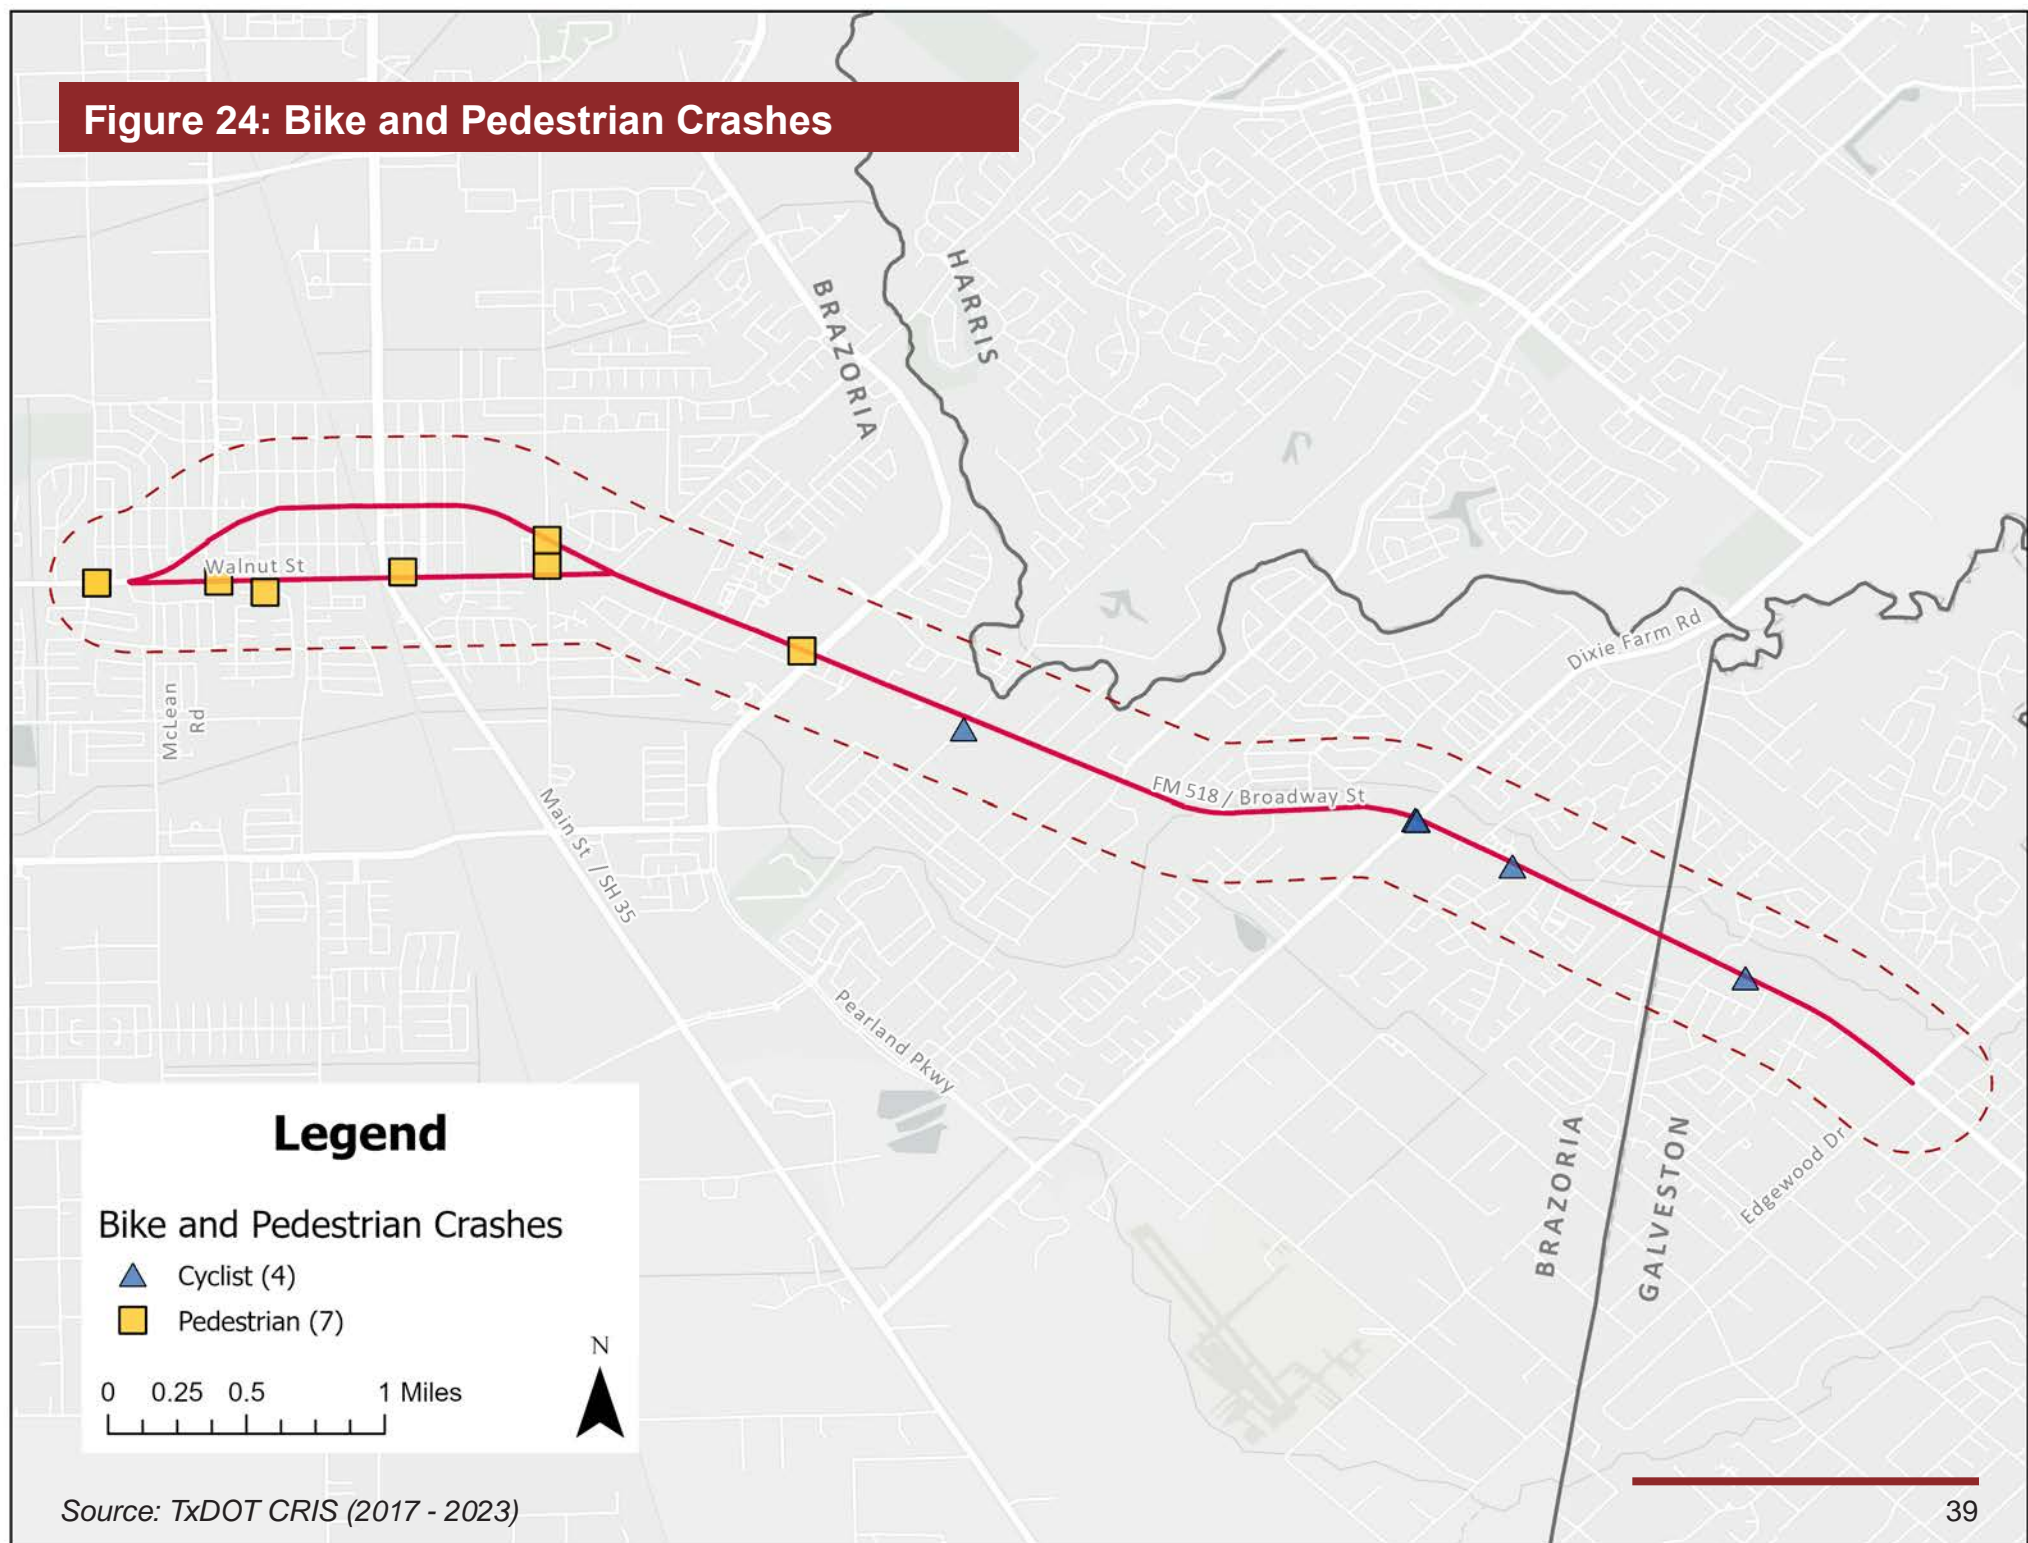 Figure 24: Bike and Pedestrian Crashes
HARRIS
BRAZORIA
Walnut St
McLean
Rd
Dixie Farm Rd
FM 518 / Broadway St
Main St / SH 35
Pearland Pkwy
BRAZORIA
GALVESTON
Edgewood Dr
Legend
Bike and Pedestrian Crashes
Cyclist (4)
Pedestrian (7)
N
0 0.25 0.5 1 Miles
Source: TxDOT CRIS (2017 - 2023)
39